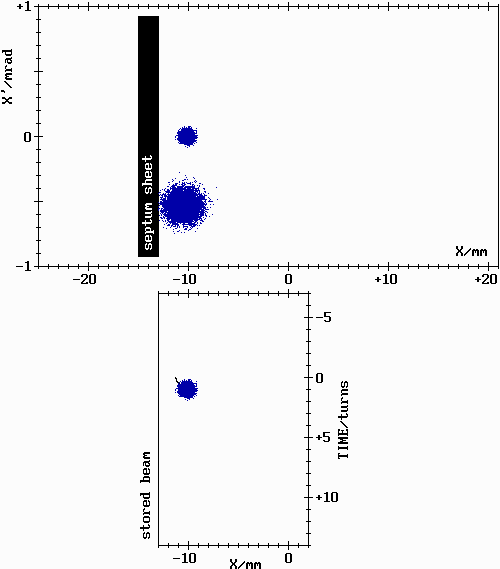 +1
X'/mrad
0
septum sheet
-1
X/mm
-20
-10
0
+10
+20
-5
0
+5
+10
TIME/turns
stored beam
-10
0
X/mm